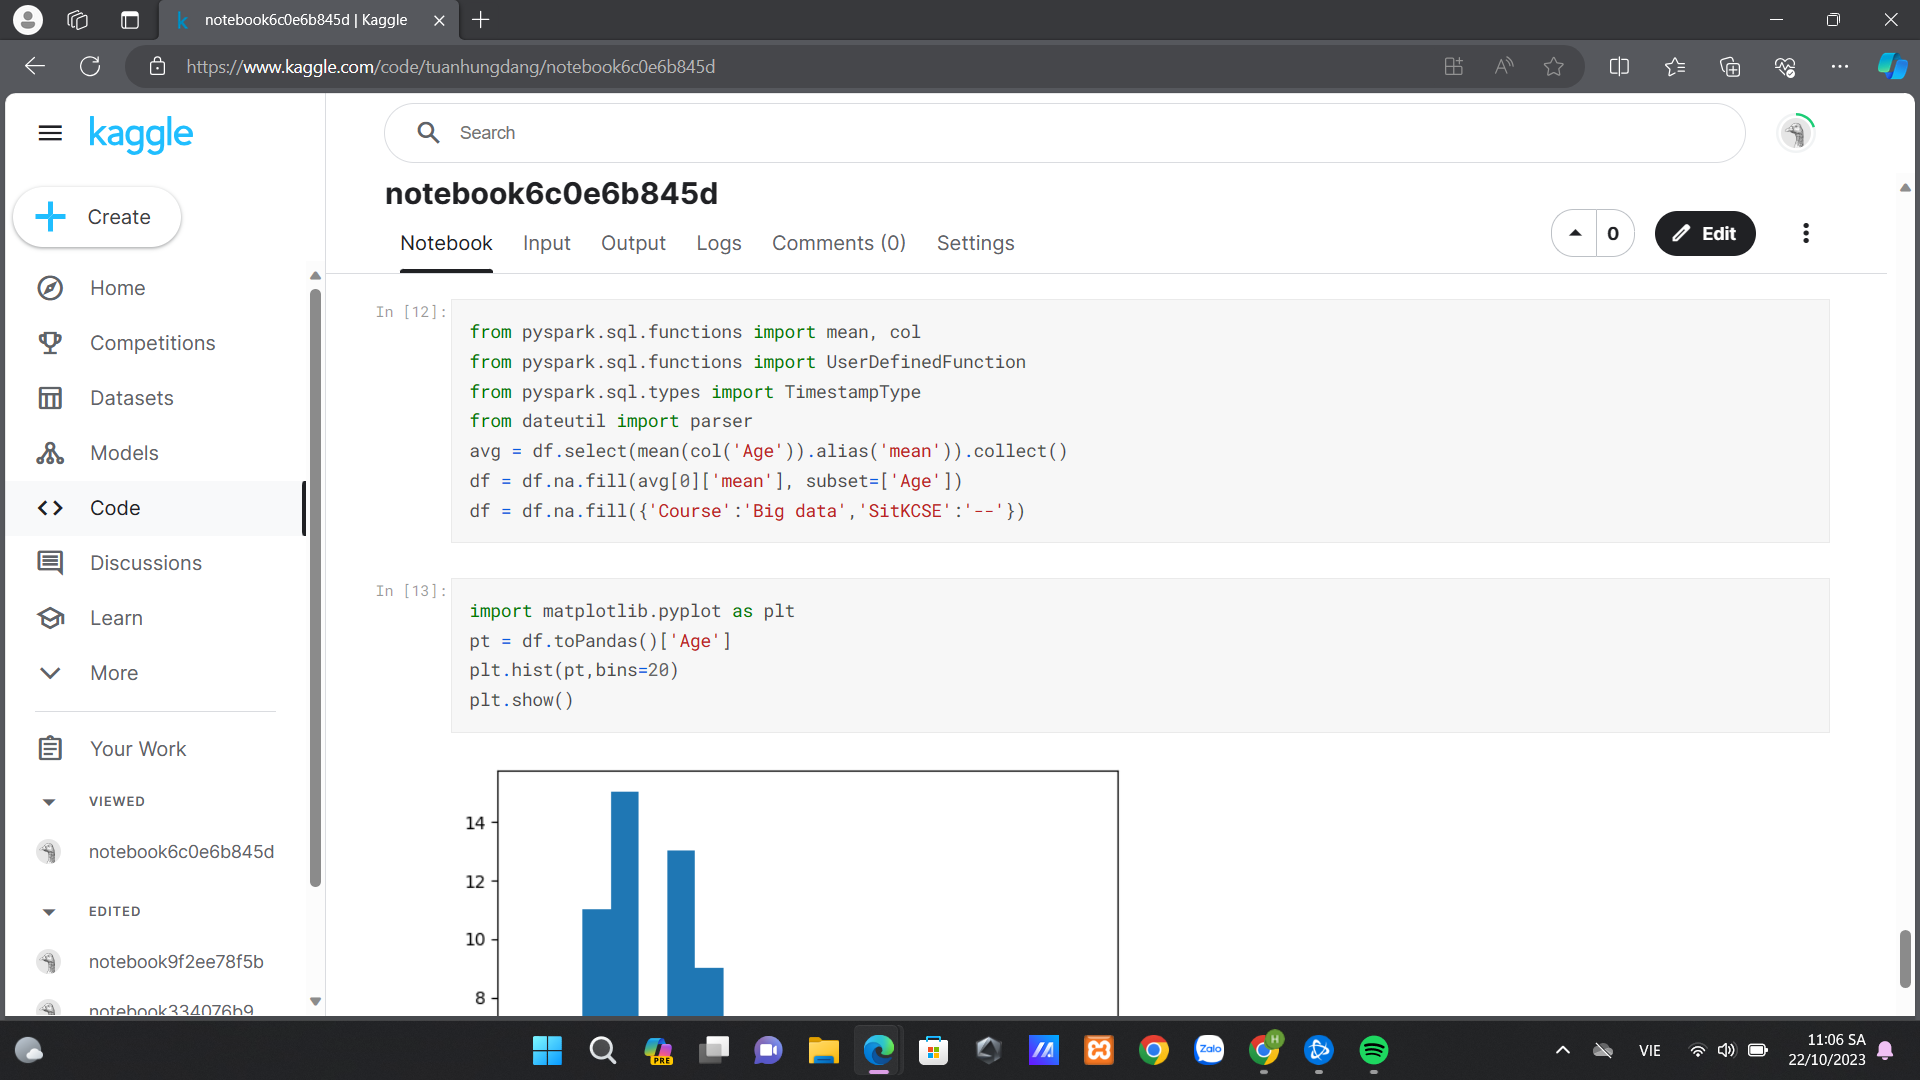 notebook6c0e6b845d | Kaggle
https://www.kaggle.com/code/tuanhungdang/notebook6c0e6b845d
kaggle
Search
Create
Home
Competitions
Datasets
Models
Code
Discussions
Learn
More
Your Work
VIEWED
notebook6c0e6b845d
EDITED
notebook9f2ee78f5b
notebook334076b9
notebook6c0e6b845d
Notebook Input Output Logs Comments (0) Settings
0 Edit
In [12]:
from pyspark.sql.functions import mean, col
from pyspark.sql.functions import UserDefinedFunction
from pyspark.sql.types import TimestampType
from dateutil import parser
avg = df.select(mean(col('Age')).alias('mean')).collect()
df = df.na.fill(avg[0]['mean'], subset=['Age'])
df = df.na.fill({'Course':'Big data','SitKCSE':'--'})
In [13]:
import matplotlib.pyplot as plt
pt = df.toPandas()['Age']
plt.hist(pt,bins=20)
plt.show()
14
12
10
8
PRE
Zalo
H
VIE
11:06 SA
22/10/2023